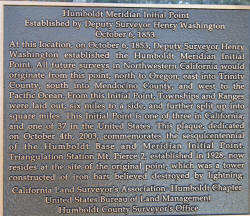 Humboldt Meridian Initial Point
Established by Deputy Surveyor Henry Washington
October 6, 1853
At this location, on October 6, 1853, Deputy Surveyor Henry
Washington established the Humboldt Meridian Initial
Point. All future surveys in Northwestern California would
originate from this point, north to Oregon, east into Trinity
County, south into Mendocino County, and west to the
Pacific Ocean. From this Initial Point, Townships and Ranges
were laid out, six miles to a side, and further split up into
square miles. This Initial Point is one of three in California,
and one of 37 in the United States. This plaque, dedicated
on October 4th, 2003, commemorates the sesquicentennial
of the Humboldt Base and Meridian Initial Point.
Triangulation Station Mt. Pierce 2, established in 1928, now
resides at the site of the original point, which was a tower
constructed of iron bars believed destroyed by lightning.
California Land Surveyor's Association- Humboldt Chapter
United States Bureau of Land Management
Humboldt County Surveyor's Office